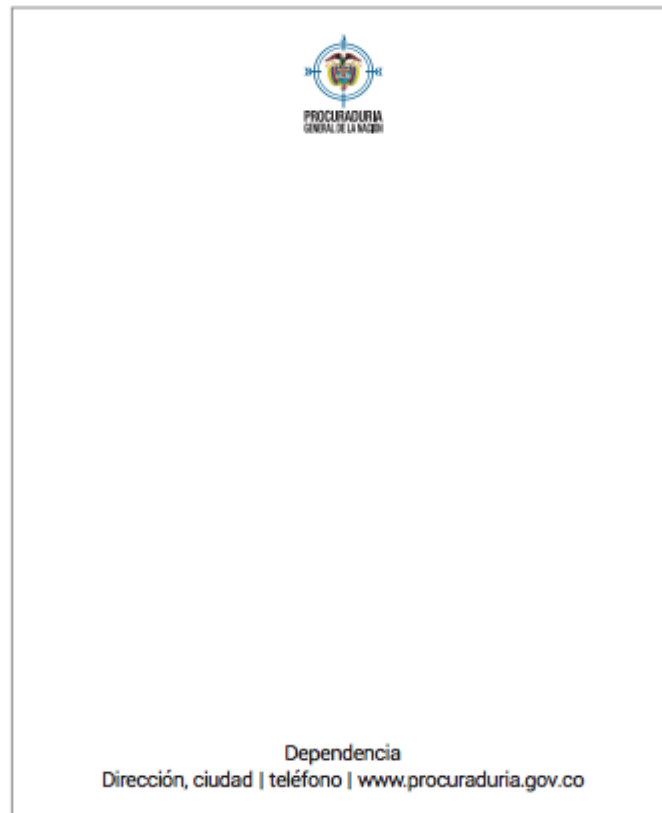 PROCURADURIA
GENERAL DE LA NACION
Dependencia
Dirección, ciudad | teléfono | www.procuraduria.gov.co